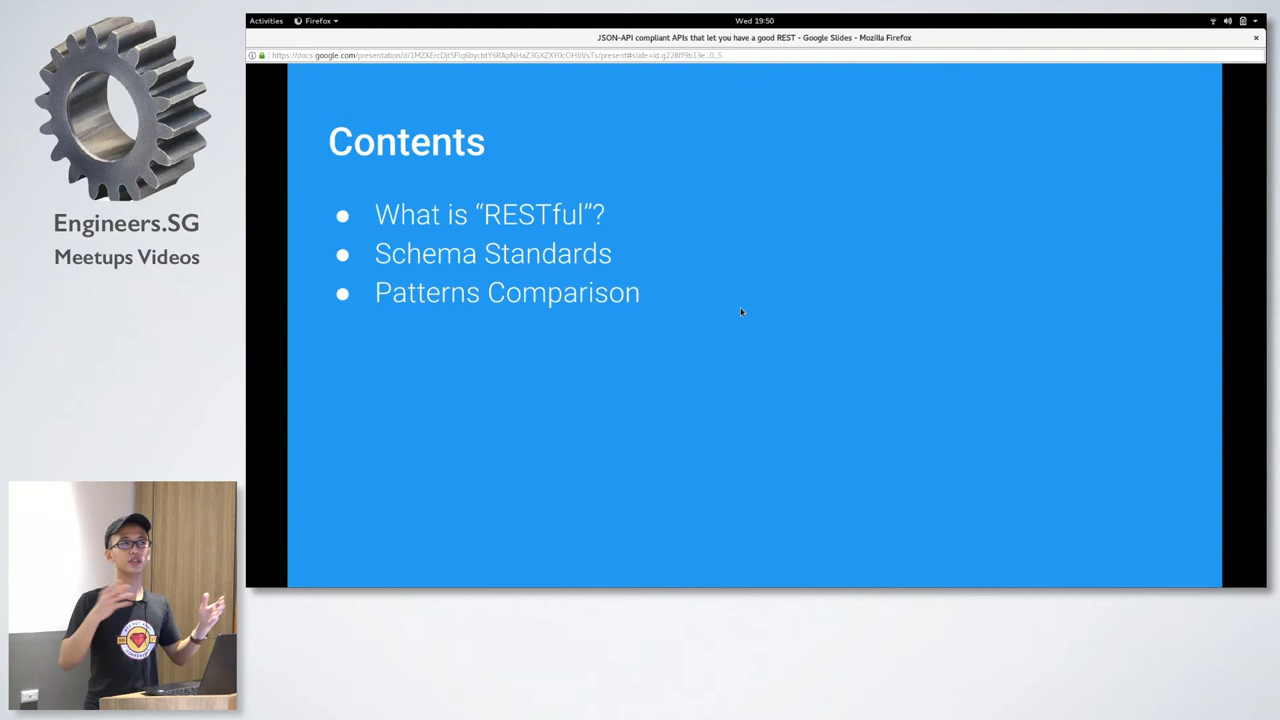 Activities
Firefox
Wed 19:50
JSON-API compliant APIs that let you have a good REST - Google Slides - Mozilla Firefox
Contents
What is “RESTful”?
Schema Standards
Patterns Comparison
Engineers.SG
Meetups Videos